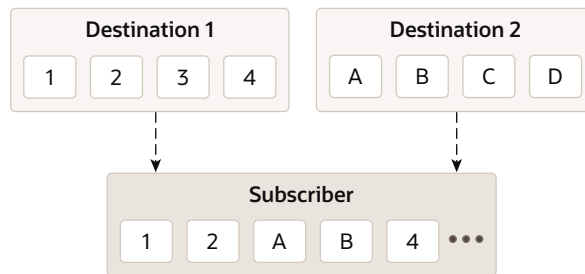 Destination 1
1 2 3 4
Destination 2
A B C D
Subscriber
1 2 A B 4 •••